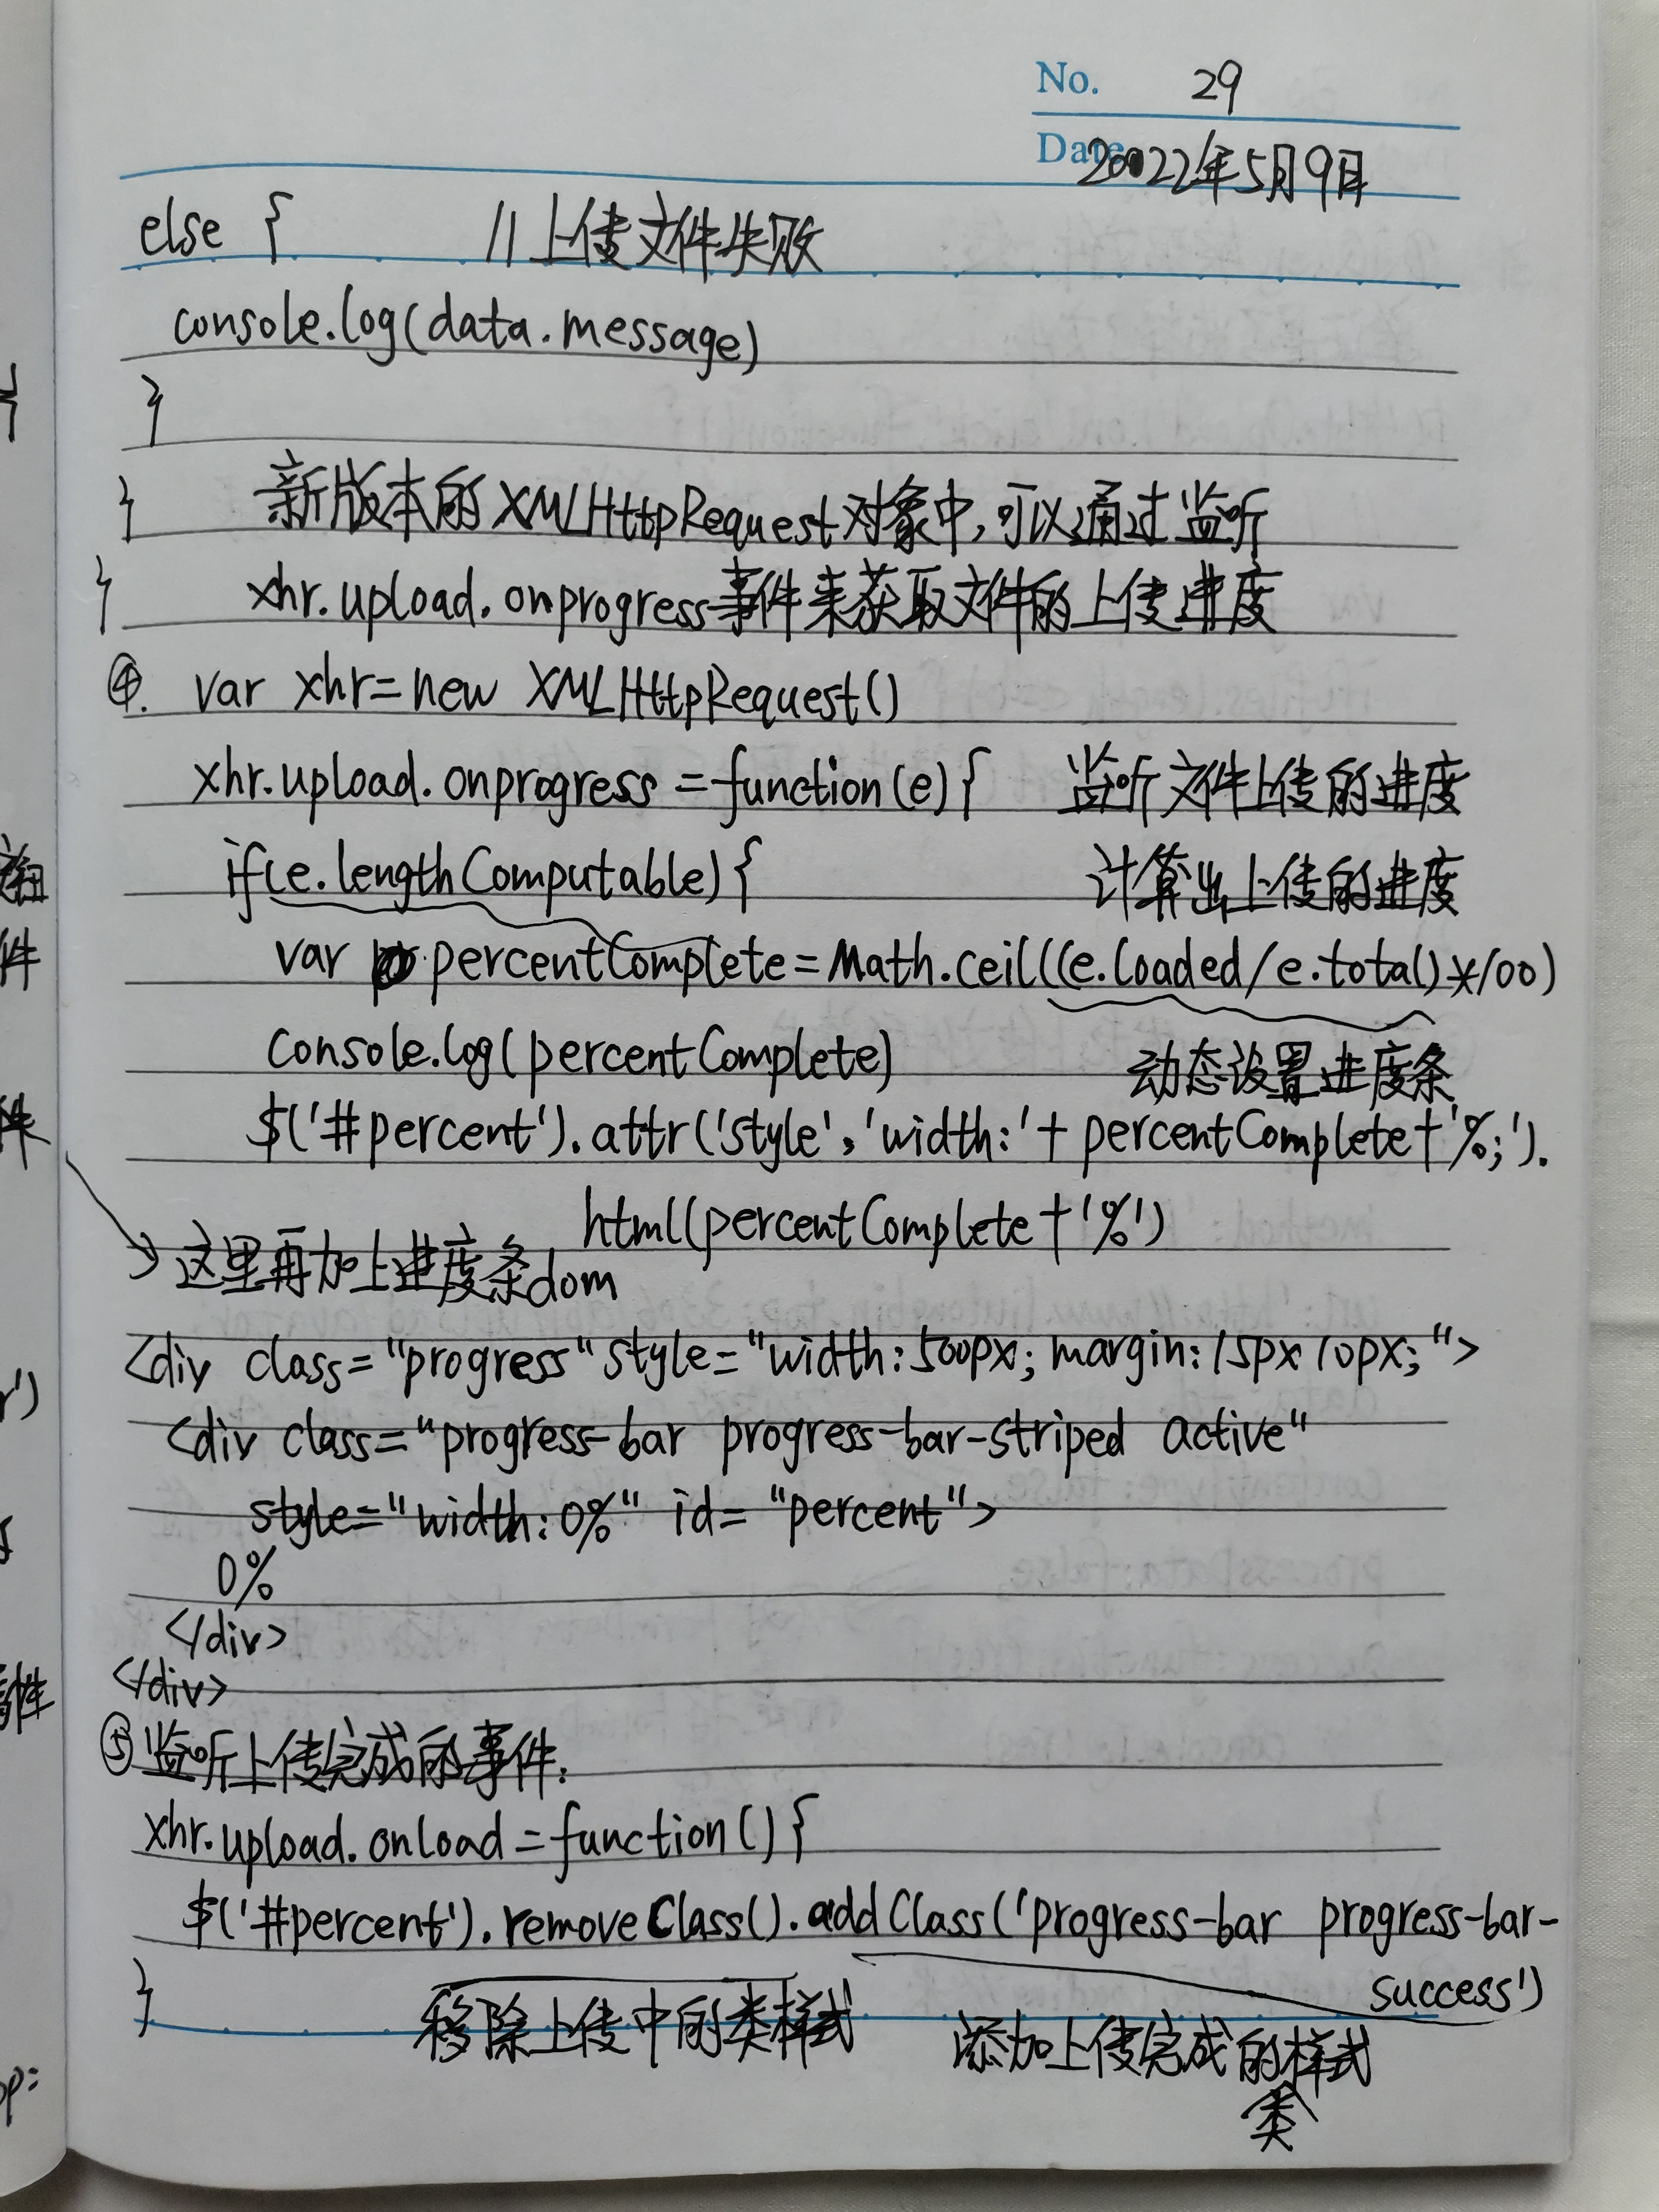 No. 29
Date 20022年5月9日
else { //上传文件失败
console.log(data.message)
}
} 新版本的XMLHttpRequest对象中,可以通过监听
} xhr.upload.onprogress事件来获取文件的上传进度
④. var xhr=new XMLHttpRequest()
xhr.upload.onprogress =function(e){ 监听文件上传的进度
if(e.lengthComputable){ 计算出上传的进度
var percentComplete=Math.ceil((e.loaded/e.total)*100)
console.log(percentComplete) 动态设置进度条
$('#percent').attr('style','width:'+ percentComplete+'%;').
html(percentComplete+'%')
→这里再加上进度条dom
<div class="progress" style="width:500px; margin:15px 10px;">
<div class="progress-bar progress-bar-striped active"
style="width:0%" id="percent">
0%
</div>
</div>
⑤监听上传完成的事件:
xhr.upload.onload=function(){
$('#percent').removeClass().addClass('progress-bar progress-bar-
success')
}
移除上传中的类样式 添加上传完成的类样式